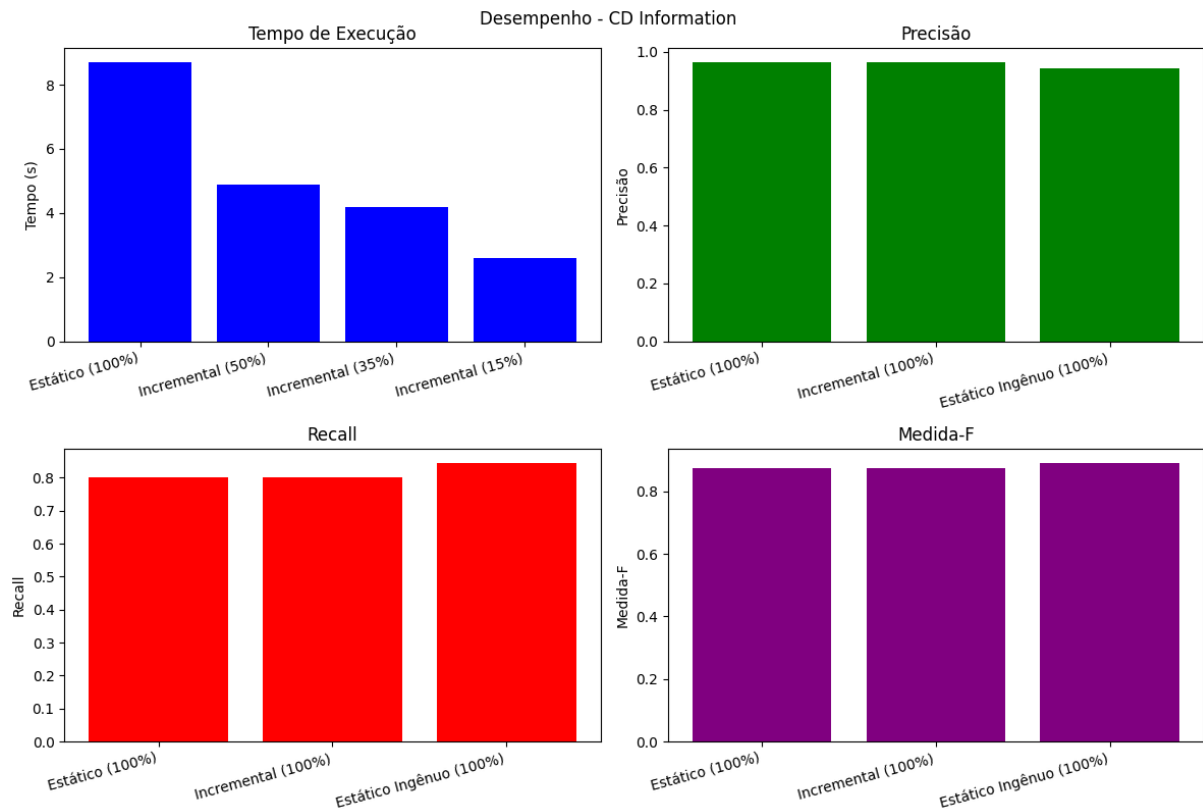 Desempenho - CD Information
Tempo de Execução
Tempo (s)
8
6
4
2
0
Estático (100%)
Incremental (50%)
Incremental (35%)
Incremental (15%)
Precisão
Precisão
1.0
0.8
0.6
0.4
0.2
0.0
Estático (100%)
Incremental (100%)
Estático Ingênuo (100%)
Recall
Recall
0.8
0.7
0.6
0.5
0.4
0.3
0.2
0.1
0.0
Estático (100%)
Incremental (100%)
Estático Ingênuo (100%)
Medida-F
Medida-F
0.8
0.6
0.4
0.2
0.0
Estático (100%)
Incremental (100%)
Estático Ingênuo (100%)